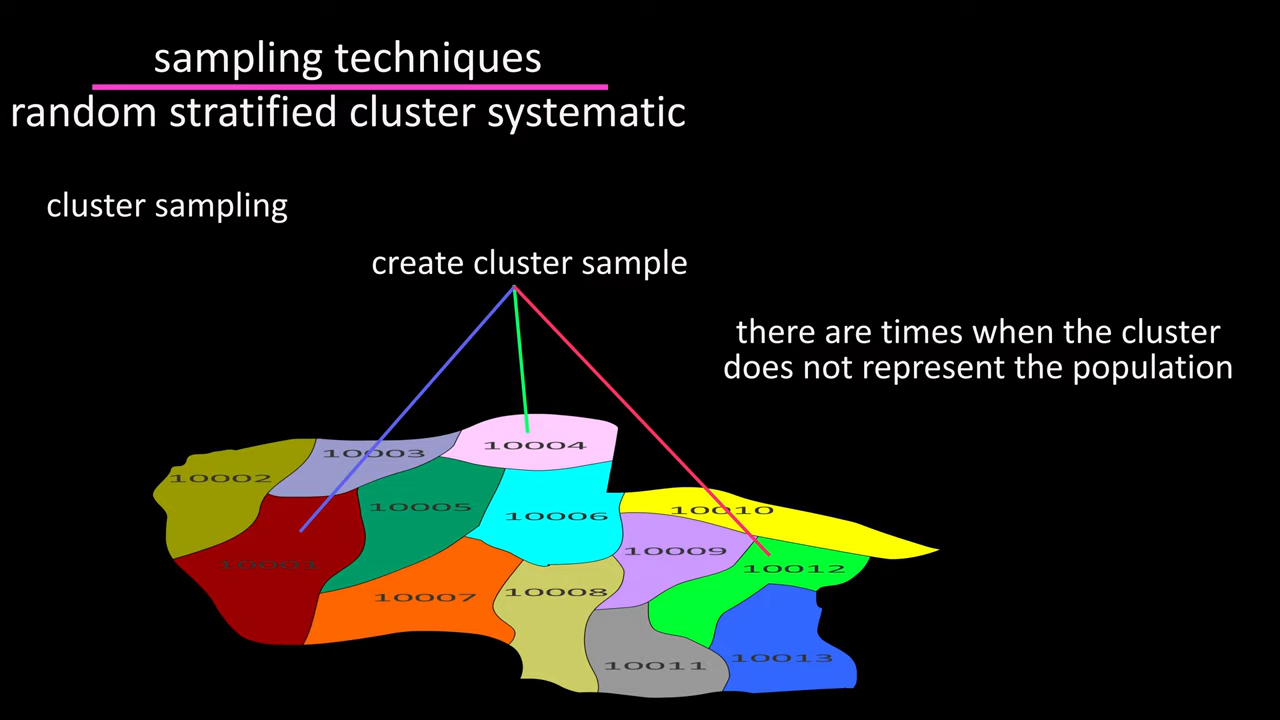 sampling techniques
random stratified cluster systematic
cluster sampling
create cluster sample
there are times when the cluster
does not represent the population
10004
10003
10002
10005
10010
10006
10009
10001
10012
10008
10007
10013
10011